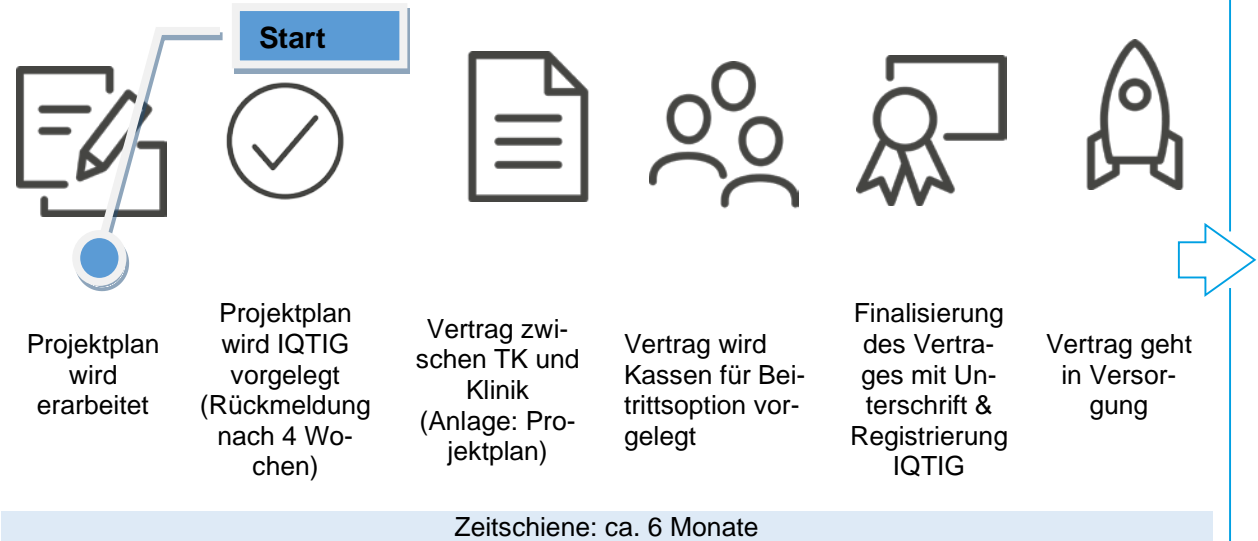 Start
Projektplan
wird
erarbeitet
Projektplan
wird IQTIG
vorgelegt
(Rückmeldung
nach 4 Wo-
chen)
Vertrag zwi-
schen TK und
Klinik
(Anlage: Pro-
jektplan)
Vertrag wird
Kassen für Bei-
trittsoption vor-
gelegt
Finalisierung
des Vertra-
ges mit Un-
terschrift &
Registrierung
IQTIG
Vertrag geht
in Versor-
gung
Zeitschiene: ca. 6 Monate